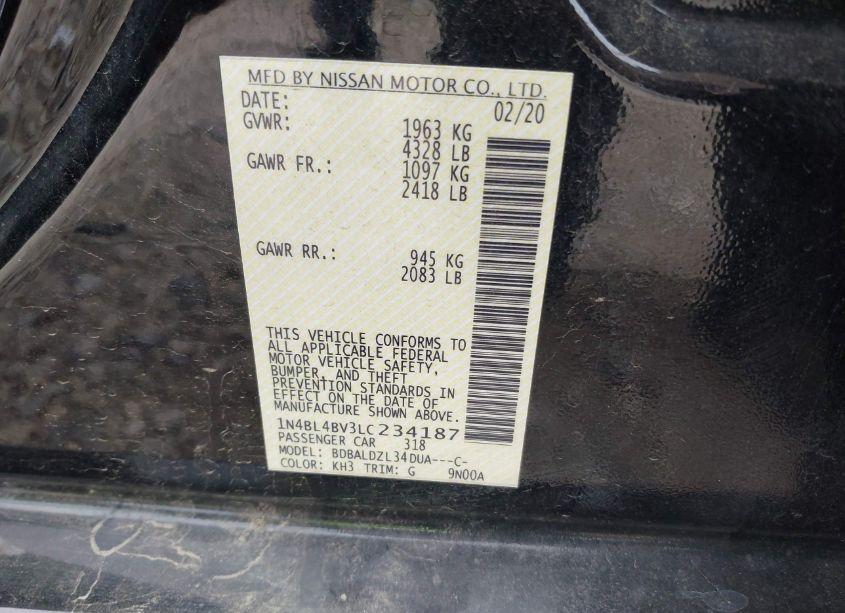 MFD BY NISSAN MOTOR CO., LTD.
DATE: 02/20
GVWR: 1963 KG
4328 LB
GAWR FR.: 1097 KG
2418 LB
GAWR RR.: 945 KG
2083 LB
THIS VEHICLE CONFORMS TO
ALL APPLICABLE FEDERAL
MOTOR VEHICLE SAFETY,
BUMPER, AND THEFT
PREVENTION STANDARDS IN
EFFECT ON THE DATE OF
MANUFACTURE SHOWN ABOVE.
1N4BL4BV3LC234187
PASSENGER CAR 318
MODEL: BDBALDZL34DUA---C-
COLOR: KH3 TRIM: G 9N00A